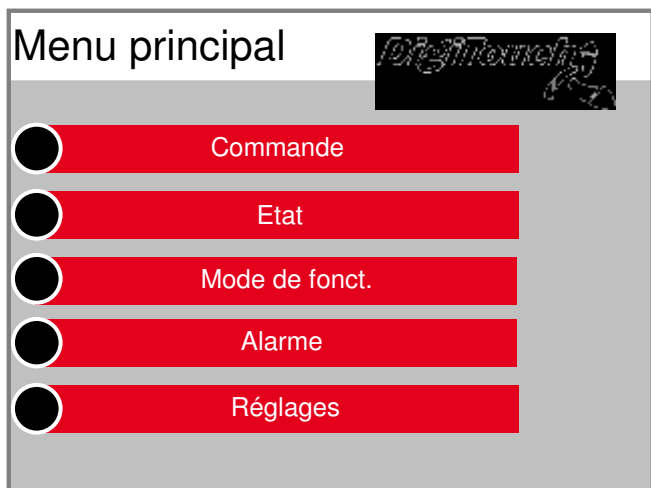 Menu principal
DigiTouch
Commande
Etat
Mode de fonct.
Alarme
Réglages